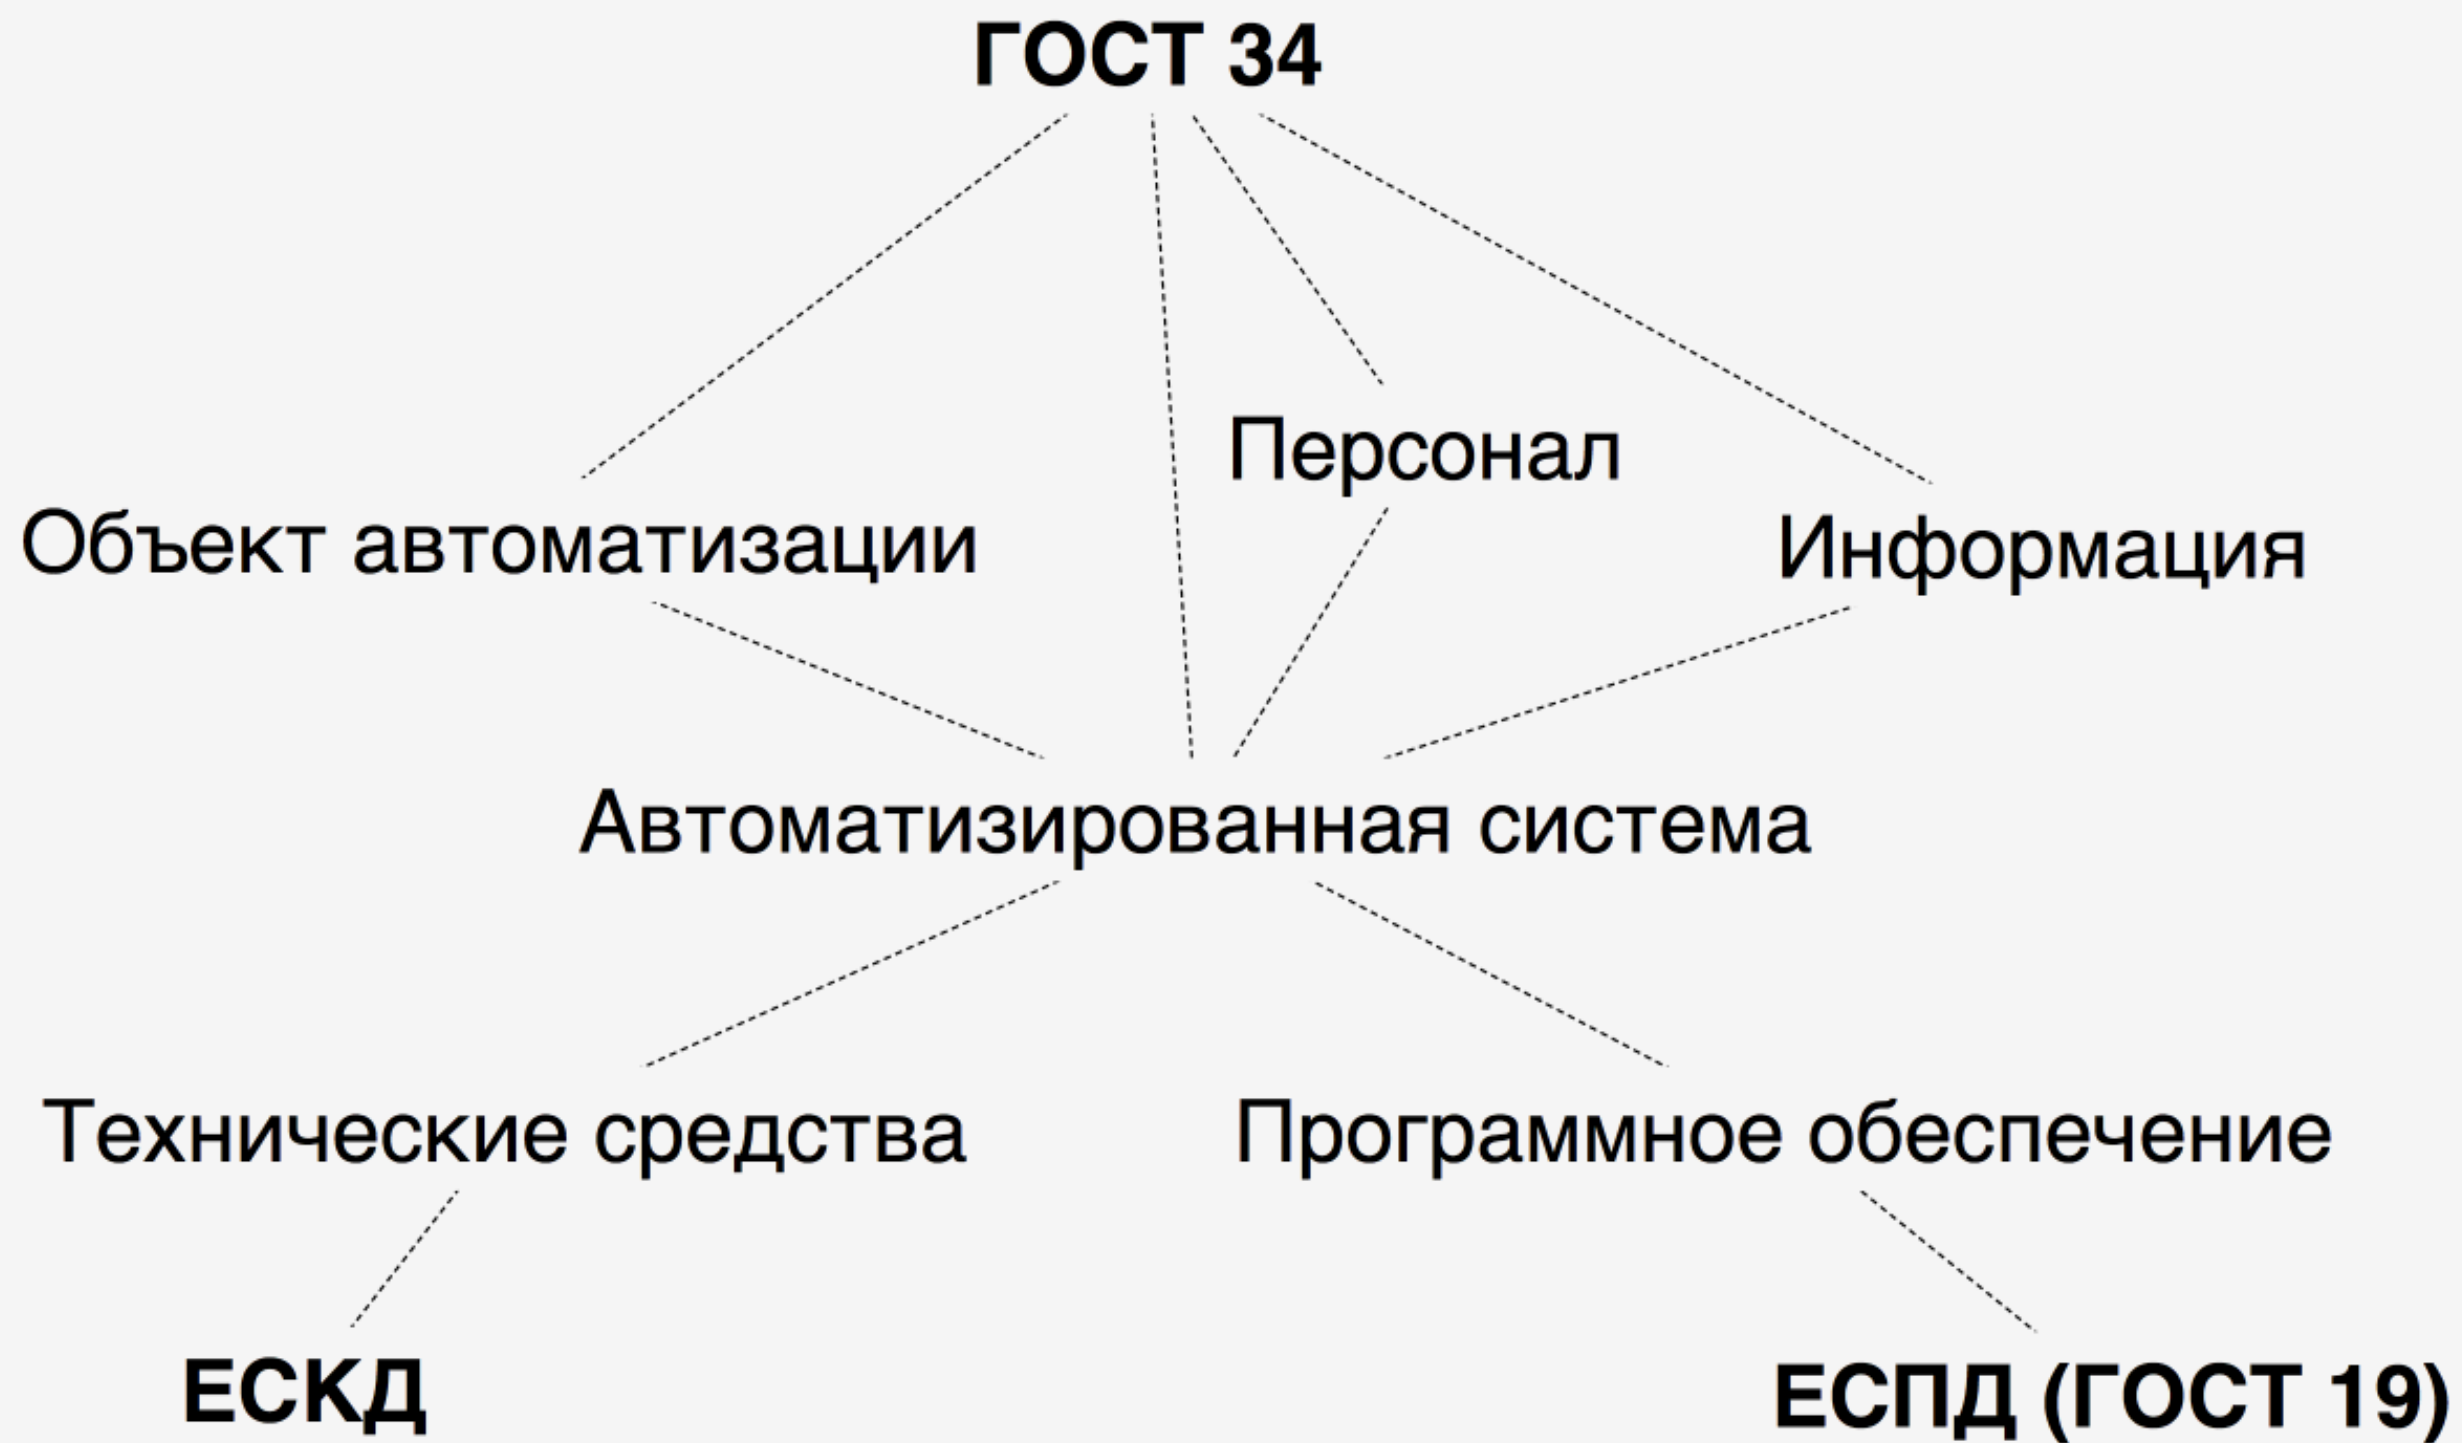 ГОСТ 34
Персонал
Объект автоматизации
Информация
Автоматизированная система
Технические средства
Программное обеспечение
ЕСКД
ЕСПД (ГОСТ 19)